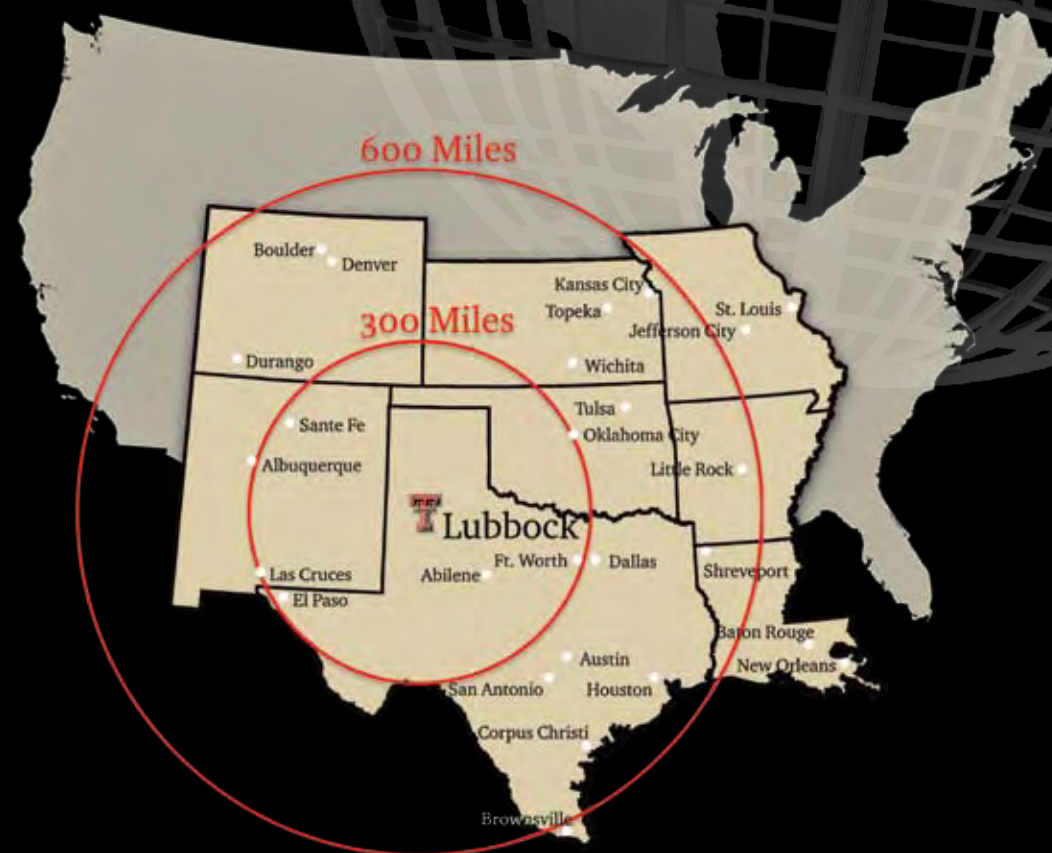 600 Miles
Boulder
Denver
Kansas City
Topeka
St. Louis
300 Miles
Jefferson City
Durango
Wichita
Tulsa
Sante Fe
Oklahoma City
Albuquerque
Little Rock
T
Lubbock
Ft. Worth
Dallas
Abilene
Las Cruces
Shreveport
El Paso
Baton Rouge
Austin
New Orleans
San Antonio
Houston
Corpus Christi
Brownsville